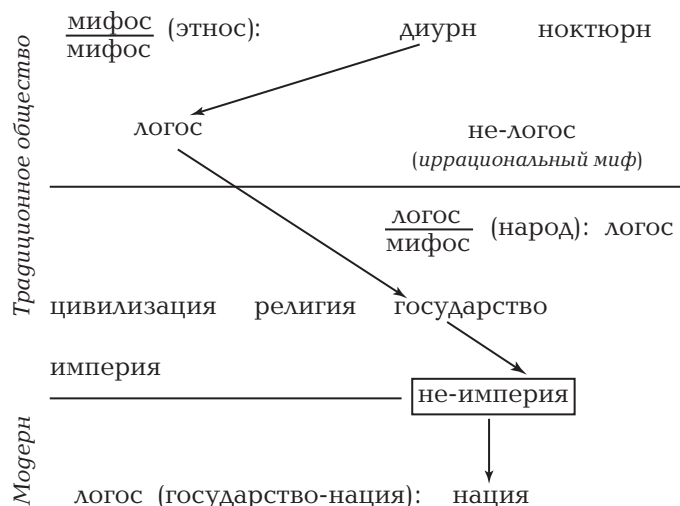 мифос
мифос (этнос): диурн ноктюрн
логос не-логос
(иррациональный миф)
логос
мифос (народ): логос
цивилизация религия государство
империя
не-империя
логос (государство-нация): нация
Традиционное общество
Модерн